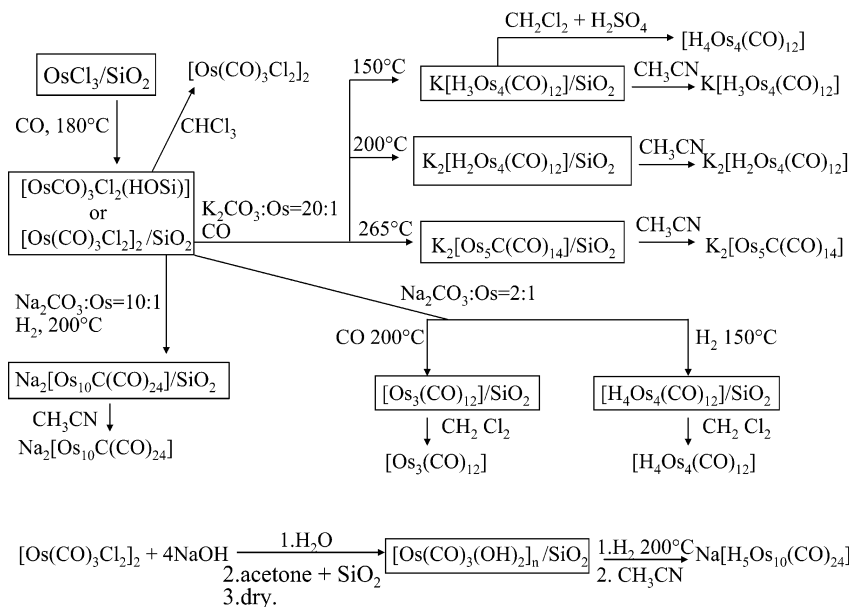 CH₂Cl₂ + H₂SO₄
[H₄Os₄(CO)₁₂]
OsCl₃/SiO₂
[Os(CO)₃Cl₂]₂
150°C
K[H₃Os₄(CO)₁₂]/SiO₂
CH₃CN
K[H₃Os₄(CO)₁₂]
CO, 180°C
CHCl₃
200°C
K₂[H₂Os₄(CO)₁₂]/SiO₂
CH₃CN
K₂[H₂Os₄(CO)₁₂]
[OsCO)₃Cl₂(HOSi)]
or
[Os(CO)₃Cl₂]₂/SiO₂
K₂CO₃:Os=20:1
CO
265°C
K₂[Os₅C(CO)₁₄]/SiO₂
CH₃CN
K₂[Os₅C(CO)₁₄]
Na₂CO₃:Os=10:1
H₂, 200°C
Na₂CO₃:Os=2:1
CO 200°C
H₂ 150°C
Na₂[Os₁₀C(CO)₂₄]/SiO₂
[Os₃(CO)₁₂]/SiO₂
[H₄Os₄(CO)₁₂]/SiO₂
CH₃CN
CH₂ Cl₂
CH₂ Cl₂
Na₂[Os₁₀C(CO)₂₄]
[Os₃(CO)₁₂]
[H₄Os₄(CO)₁₂]
[Os(CO)₃Cl₂]₂ + 4NaOH
1.H₂O
2.acetone + SiO₂
3.dry.
[Os(CO)₃(OH)₂]ₙ/SiO₂
1.H₂ 200°C
2. CH₃CN
Na[H₅Os₁₀(CO)₂₄]